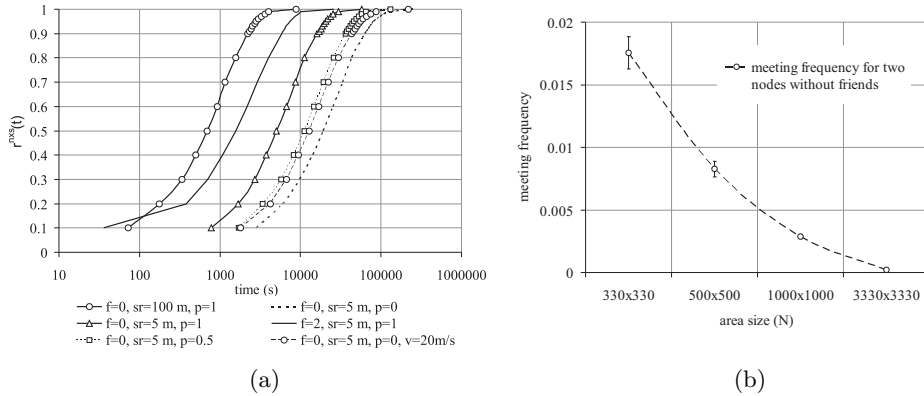 1
0.9
0.8
0.7
0.6
0.5
0.4
0.3
0.2
0.1
0
r^nxs(t)
10 100 1000 10000 100000 1000000
time (s)
f=0, sr=100 m, p=1
f=0, sr=5 m, p=0
f=0, sr=5 m, p=1
f=2, sr=5 m, p=1
f=0, sr=5 m, p=0.5
f=0, sr=5 m, p=0, v=20m/s
(a)
0.02
0.015
0.01
0.005
0
meeting frequency
meeting frequency for two
nodes without friends
330x330 500x500 1000x1000 3330x3330
area size (N)
(b)